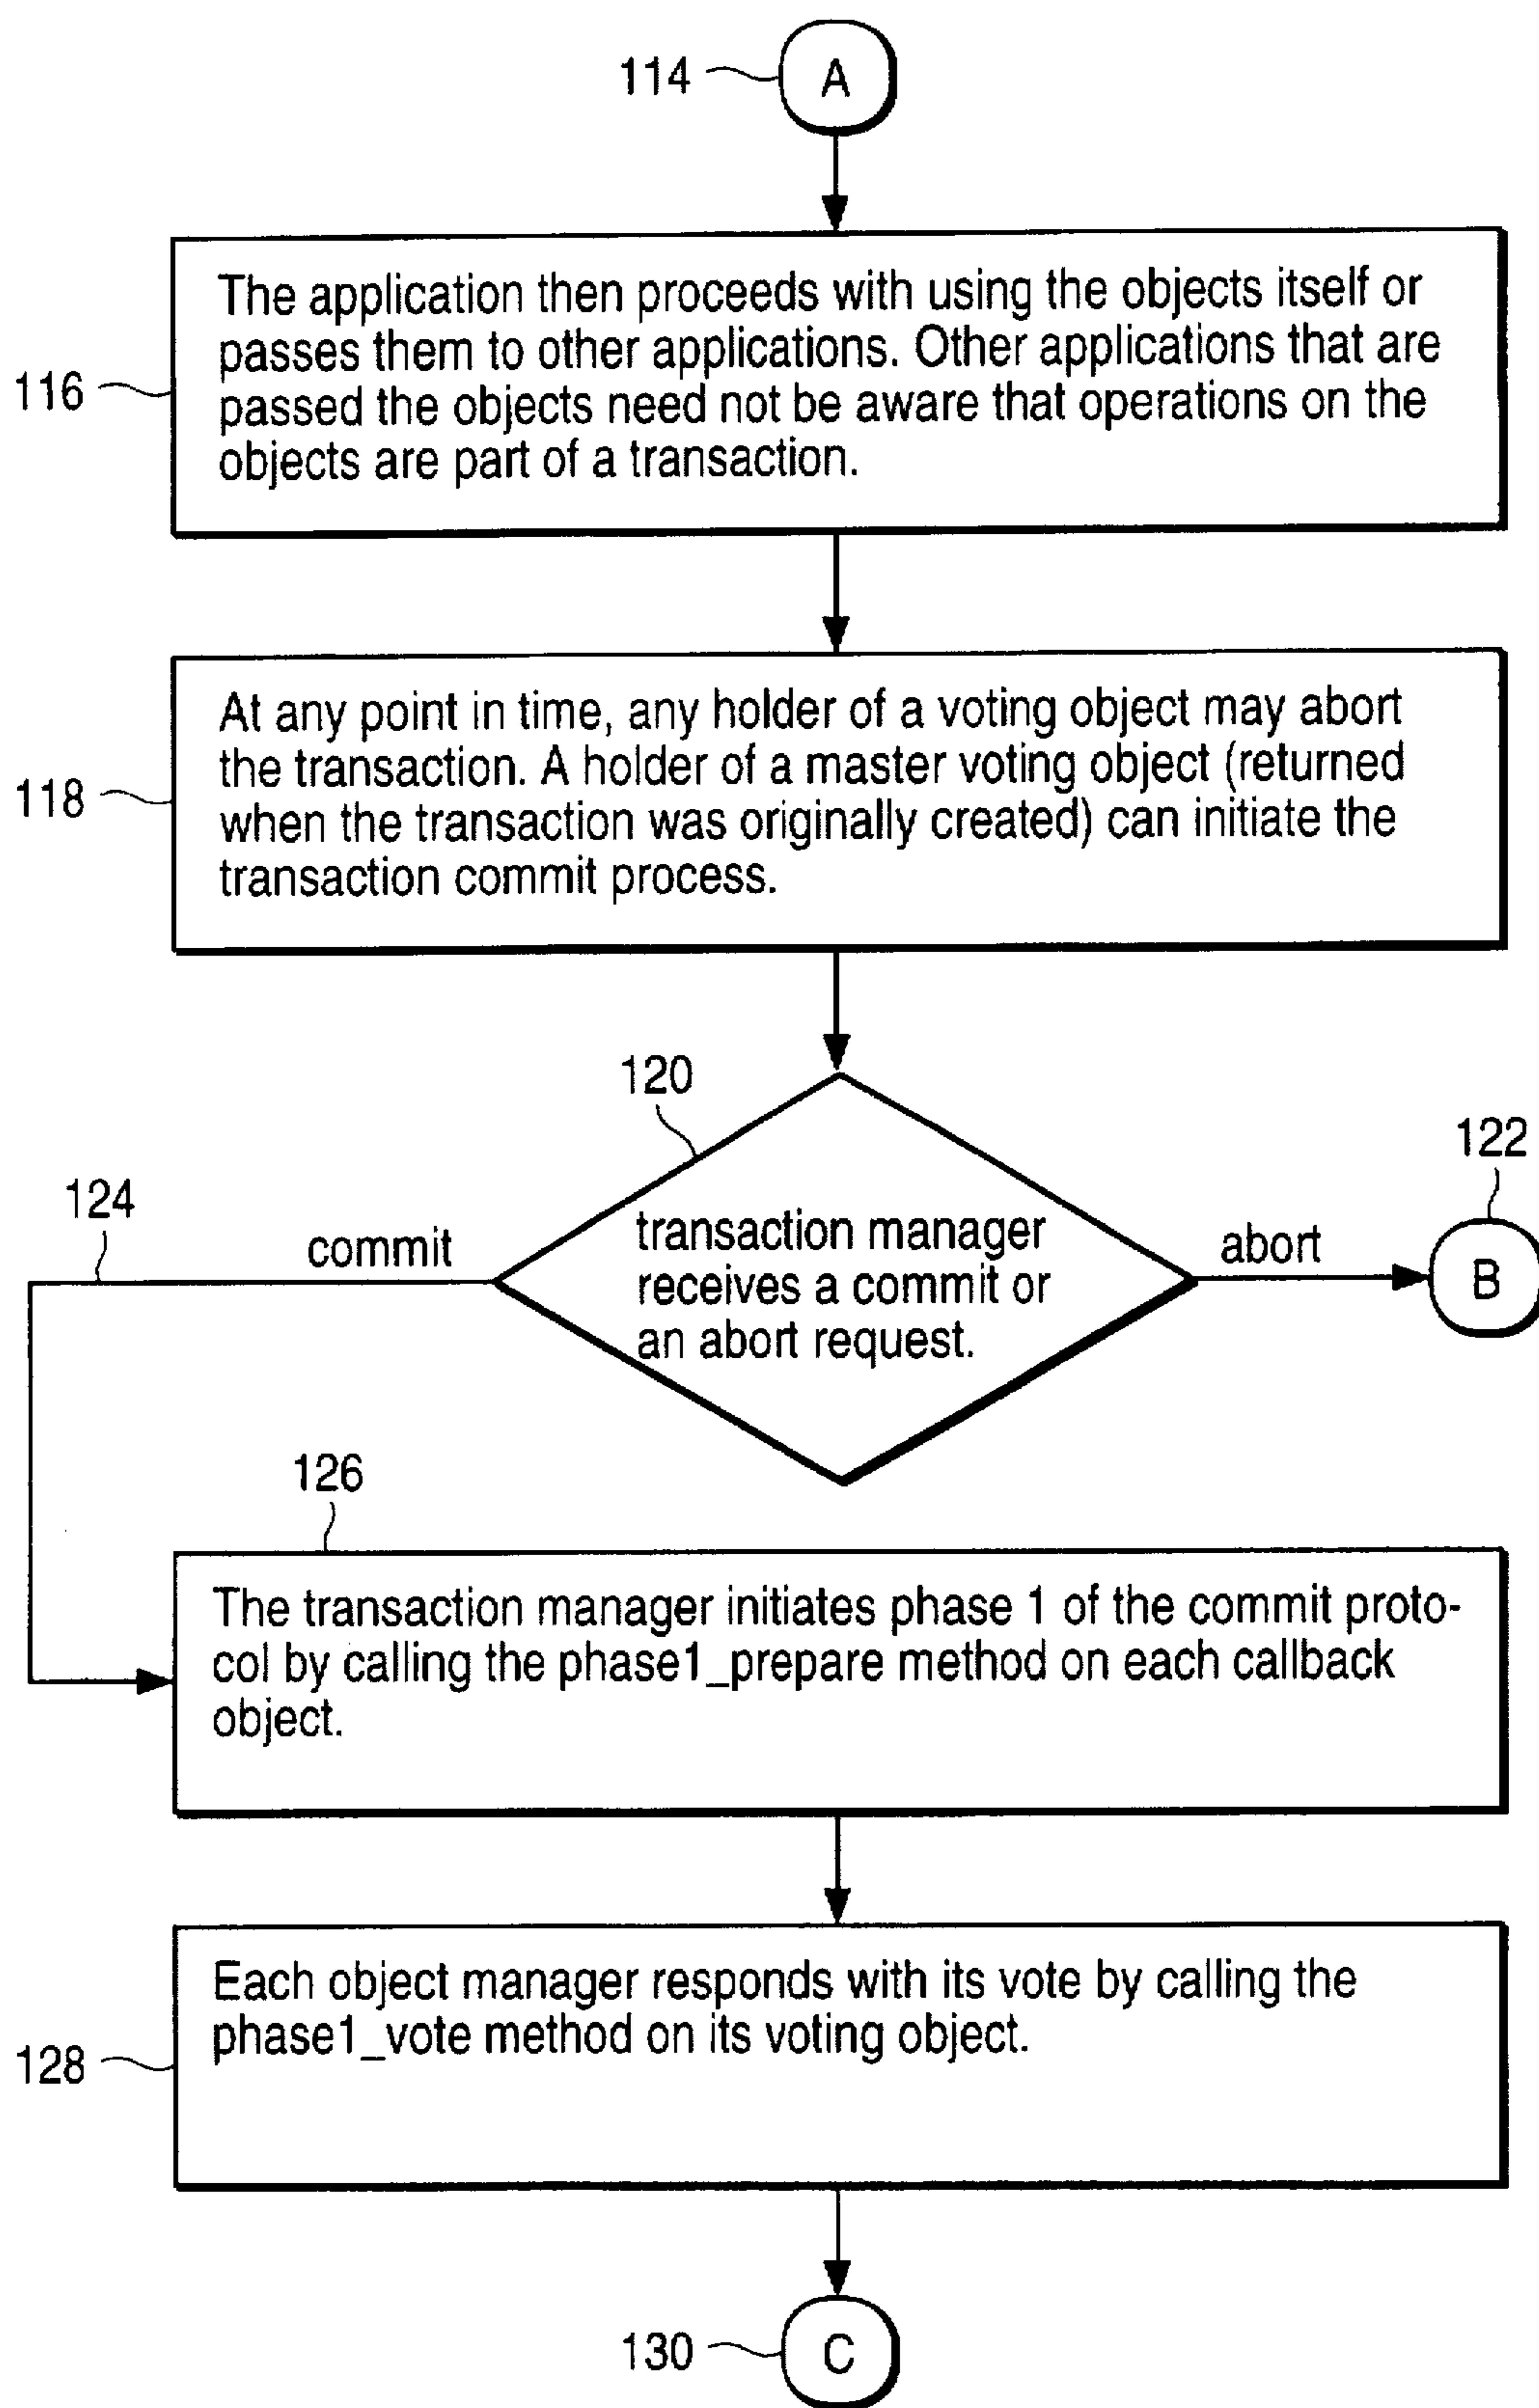 114
A
116
The application then proceeds with using the objects itself or
passes them to other applications. Other applications that are
passed the objects need not be aware that operations on the
objects are part of a transaction.
118
At any point in time, any holder of a voting object may abort
the transaction. A holder of a master voting object (returned
when the transaction was originally created) can initiate the
transaction commit process.
120
122
124
commit
transaction manager
receives a commit or
an abort request.
abort
B
126
The transaction manager initiates phase 1 of the commit proto-
col by calling the phase1_prepare method on each callback
object.
128
Each object manager responds with its vote by calling the
phase1_vote method on its voting object.
130
C